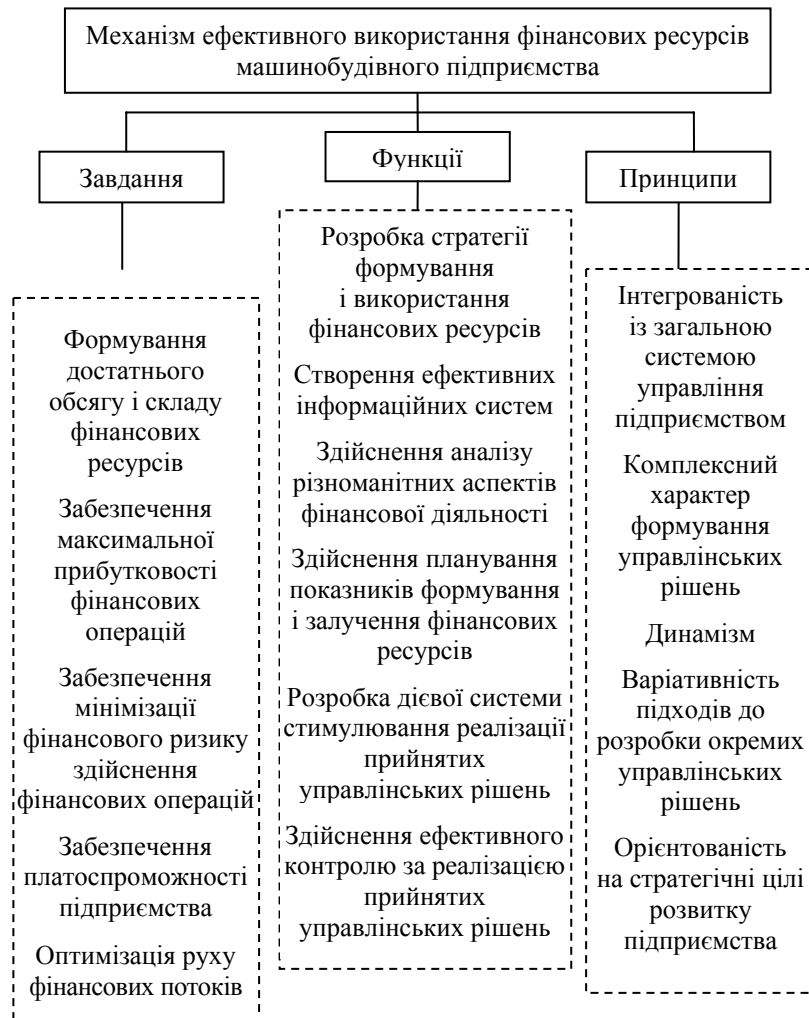 Механізм ефективного використання фінансових ресурсів
машинобудівного підприємства
Завдання
Функції
Принципи
Формування
достатнього
обсягу і складу
фінансових
ресурсів
Забезпечення
максимальної
прибутковості
фінансових
операцій
Забезпечення
мінімізації
фінансового ризику
здійснення
фінансових операцій
Забезпечення
платоспроможності
підприємства
Оптимізація руху
фінансових потоків
Розробка стратегії
формування
і використання
фінансових ресурсів
Створення ефективних
інформаційних систем
Здійснення аналізу
різноманітних аспектів
фінансової діяльності
Здійснення планування
показників формування
і залучення фінансових
ресурсів
Розробка дієвої системи
стимулювання реалізації
прийнятих
управлінських рішень
Здійснення ефективного
контролю за реалізацією
прийнятих
управлінських рішень
Інтегрованість
із загальною
системою
управління
підприємством
Комплексний
характер
формування
управлінських
рішень
Динамізм
Варіативність
підходів до
розробки окремих
управлінських
рішень
Орієнтованість
на стратегічні цілі
розвитку
підприємства